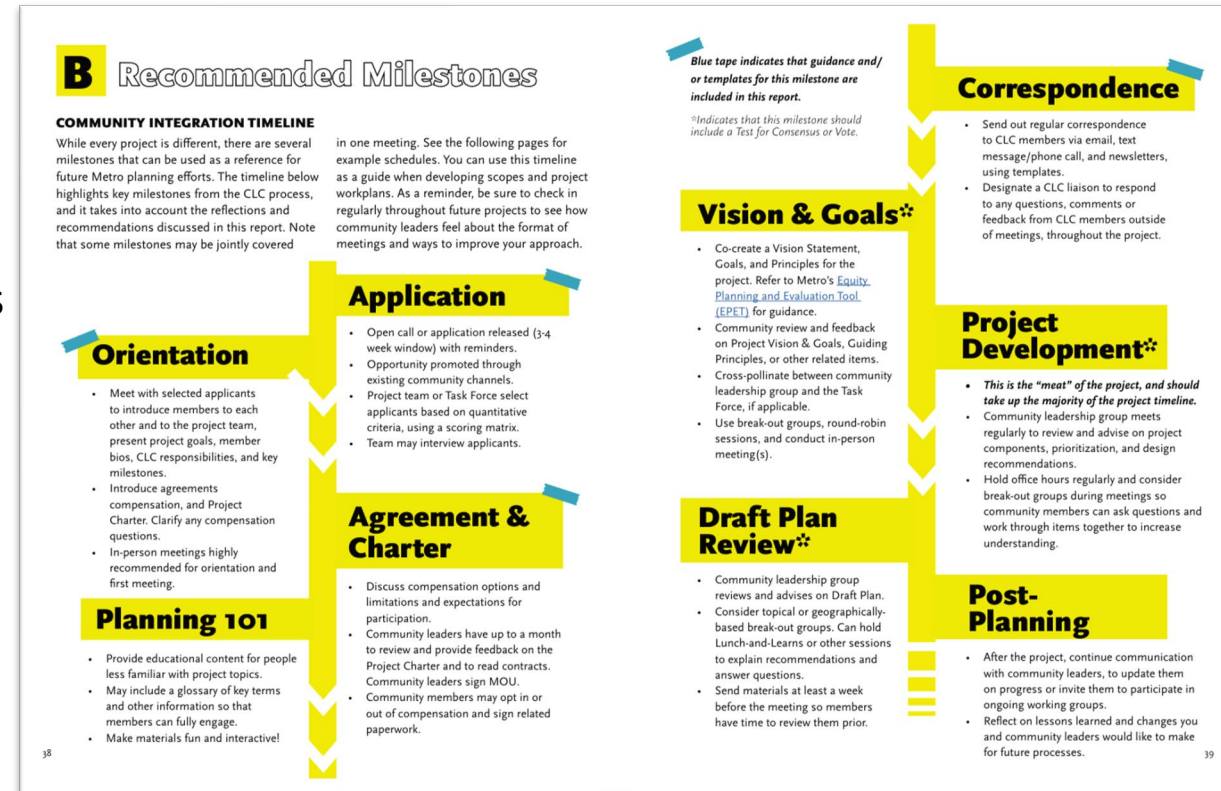 s
B Recommended Milestones
COMMUNITY INTEGRATION TIMELINE
While every project is different, there are several
milestones that can be used as a reference for
future Metro planning efforts. The timeline below
highlights key milestones from the CLC process,
and it takes into account the reflections and
recommendations discussed in this report. Note
that some milestones may be jointly covered
in one meeting. See the following pages for
example schedules. You can use this timeline
as a guide when developing scopes and project
workplans. As a reminder, be sure to check in
regularly throughout future projects to see how
community leaders feel about the format of
meetings and ways to improve your approach.
Application
• Open call or application released (3-4
week window) with reminders.
• Opportunity promoted through
existing community channels.
• Project team or Task Force select
applicants based on quantitative
criteria, using a scoring matrix.
• Team may interview applicants.
Orientation
• Meet with selected applicants
to introduce members to each
other and to the project team,
present project goals, member
bios, CLC responsibilities, and key
milestones.
• Introduce agreements
compensation, and Project
Charter. Clarify any compensation
questions.
• In-person meetings highly
recommended for orientation and
first meeting.
Agreement &
Charter
• Discuss compensation options and
limitations and expectations for
participation.
• Community leaders have up to a month
to review and provide feedback on the
Project Charter and to read contracts.
Community leaders sign MOU.
• Community members may opt in or
out of compensation and sign related
paperwork.
Planning 101
• Provide educational content for people
less familiar with project topics.
• May include a glossary of key terms
and other information so that
members can fully engage.
• Make materials fun and interactive!
38
Blue tape indicates that guidance and/
or templates for this milestone are
included in this report.
*Indicates that this milestone should
include a Test for Consensus or Vote.
Correspondence
• Send out regular correspondence
to CLC members via email, text
message/phone call, and newsletters,
using templates.
• Designate a CLC liaison to respond
to any questions, comments or
feedback from CLC members outside
of meetings, throughout the project.
Vision & Goals*
• Co-create a Vision Statement,
Goals, and Principles for the
project. Refer to Metro's Equity
Planning and Evaluation Tool
(EPET) for guidance.
• Community review and feedback
on Project Vision & Goals, Guiding
Principles, or other related items.
• Cross-pollinate between community
leadership group and the Task
Force, if applicable.
• Use break-out groups, round-robin
sessions, and conduct in-person
meeting(s).
Project
Development*
• This is the "meat" of the project, and should
take up the majority of the project timeline.
• Community leadership group meets
regularly to review and advise on project
components, prioritization, and design
recommendations.
• Hold office hours regularly and consider
break-out groups during meetings so
community members can ask questions and
work through items together to increase
understanding.
Draft Plan
Review*
• Community leadership group
reviews and advises on Draft Plan.
• Consider topical or geographically-
based break-out groups. Can hold
Lunch-and-Learns or other sessions
to explain recommendations and
answer questions.
• Send materials at least a week
before the meeting so members
have time to review them prior.
Post-
Planning
• After the project, continue communication
with community leaders, to update them
on progress or invite them to participate in
ongoing working groups.
• Reflect on lessons learned and changes you
and community leaders would like to make
for future processes.
39